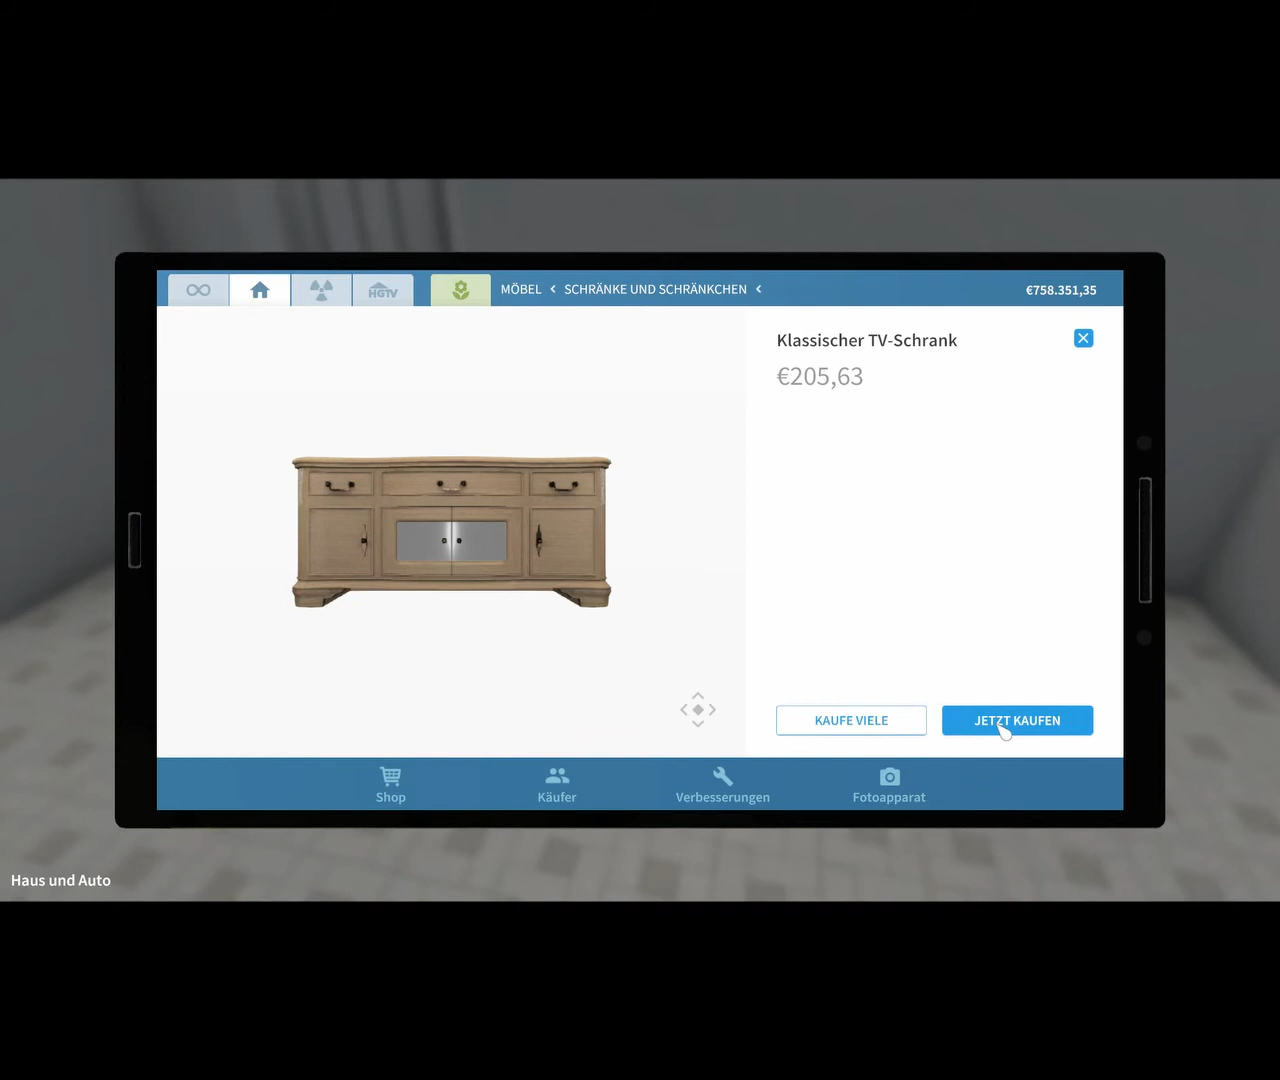 HGTV
MÖBEL < SCHRÄNKE UND SCHRÄNKCHEN <
€758.351,35
Klassischer TV-Schrank
€205,63
KAUFE VIELE
JETZT KAUFEN
Shop
Käufer
Verbesserungen
Fotoapparat
Haus und Auto